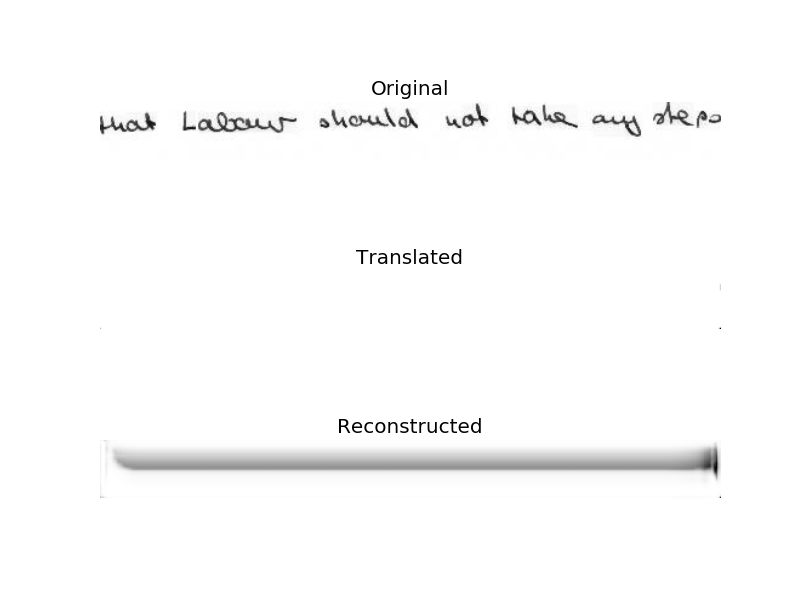 Original
that Labour should not take any steps
Translated
Reconstructed